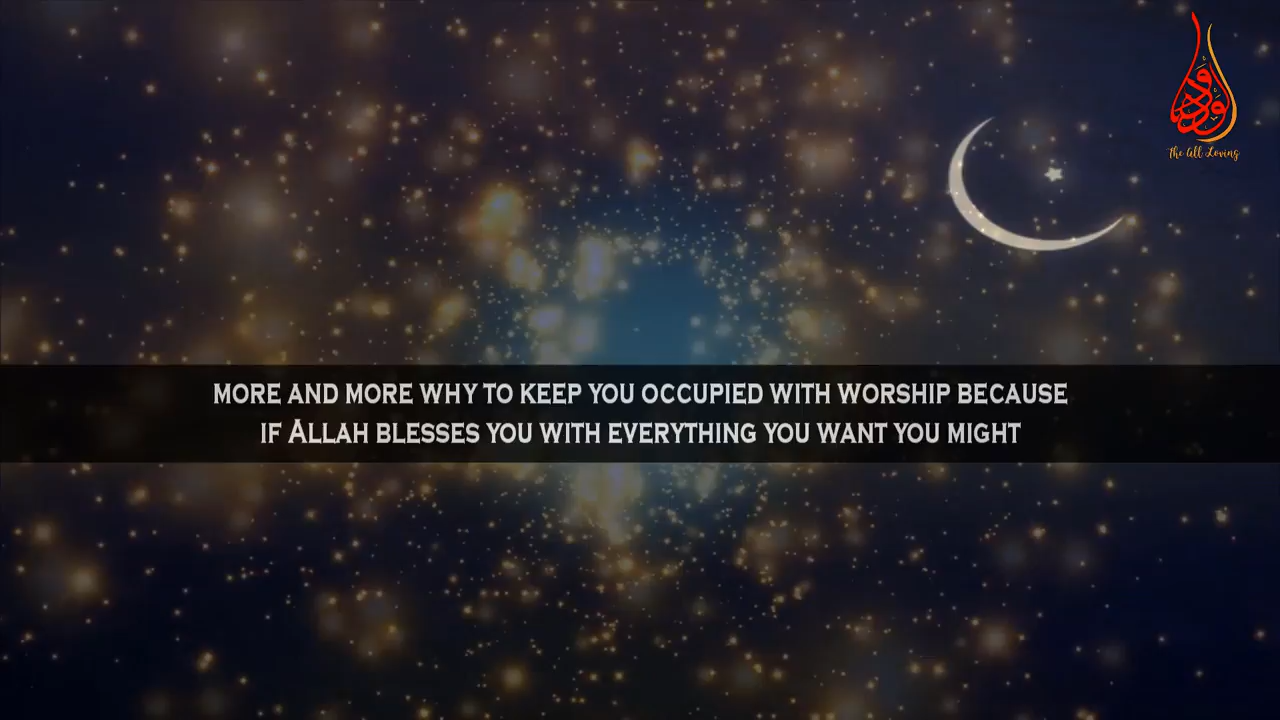 الودود
The All Loving
MORE AND MORE WHY TO KEEP YOU OCCUPIED WITH WORSHIP BECAUSE
IF ALLAH BLESSES YOU WITH EVERYTHING YOU WANT YOU MIGHT